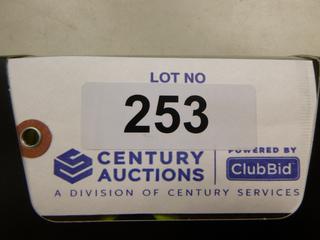 LOT NO
253
CENTURY
AUCTIONS
POWERED BY
ClubBid
A DIVISION OF CENTURY SERVICES